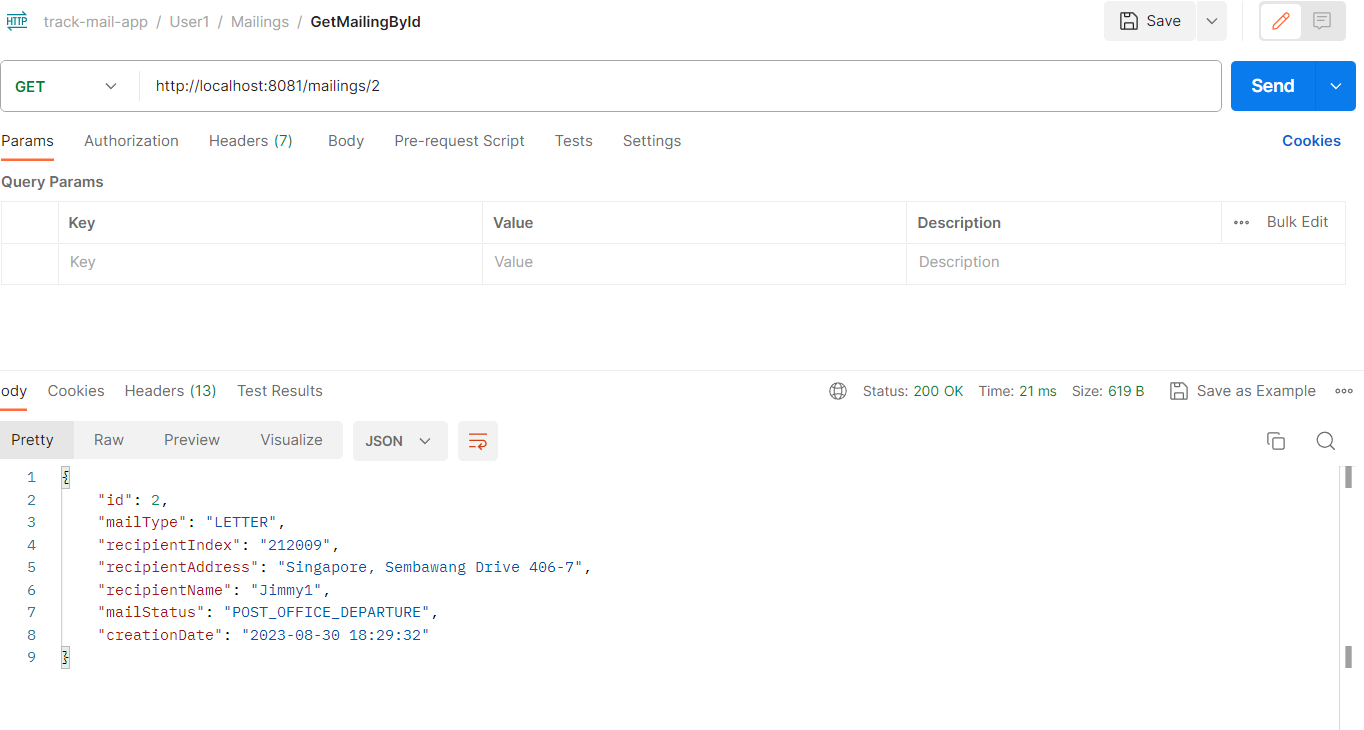 HTTP track-mail-app / User1 / Mailings / GetMailingById Save
GET http://localhost:8081/mailings/2 Send
Params Authorization Headers (7) Body Pre-request Script Tests Settings Cookies
Query Params
Key Value Description Bulk Edit
Key Value Description
ody Cookies Headers (13) Test Results Status: 200 OK Time: 21 ms Size: 619 B Save as Example
Pretty Raw Preview Visualize JSON
1 {
2 "id": 2,
3 "mailType": "LETTER",
4 "recipientIndex": "212009",
5 "recipientAddress": "Singapore, Sembawang Drive 406-7",
6 "recipientName": "Jimmy1",
7 "mailStatus": "POST_OFFICE_DEPARTURE",
8 "creationDate": "2023-08-30 18:29:32"
9 }